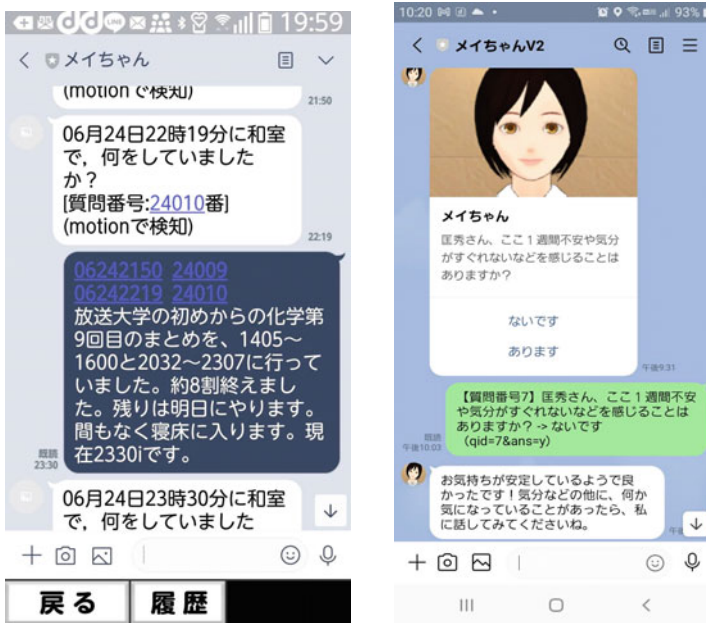 19:59
メイちゃん
(motionで検知)
21:50
06月24日22時19分に和室
で，何をしていました
か？
[質問番号:24010番]
(motionで検知)
22:19
06242150 24009
06242219 24010
放送大学の初めからの化学第
9回目のまとめを、1405～
1600と2032～2307に行って
いました。約8割終えまし
た。残りは明日にやります。
間もなく寝床に入ります。現
在2330iです。
既読
23:30
06月24日23時30分に和室
で，何をしていました
戻る
履歴
10:20
93%
メイちゃんV2
メイちゃん
匡秀さん、ここ１週間不安や気分
がすぐれないなどを感じることは
ありますか？
ないです
あります
午後9:31
【質問番号7】匡秀さん、ここ１週間不安
や気分がすぐれないなどを感じることは
ありますか？-> ないです
（qid=7&ans=y）
既読
午後10:03
お気持ちが安定しているようで良
かったです！気分などの他に、何か
気になっていることがあったら、私
に話してみてくださいね。